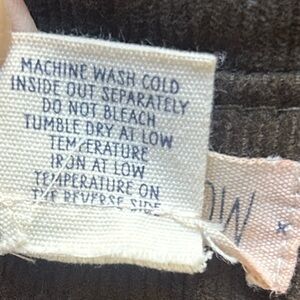 MACHINE WASH COLD
INSIDE OUT SEPARATELY
DO NOT BLEACH
TUMBLE DRY AT LOW
TEMPERATURE
IRON AT LOW
TEMPERATURE ON
THE REVERSE SIDE